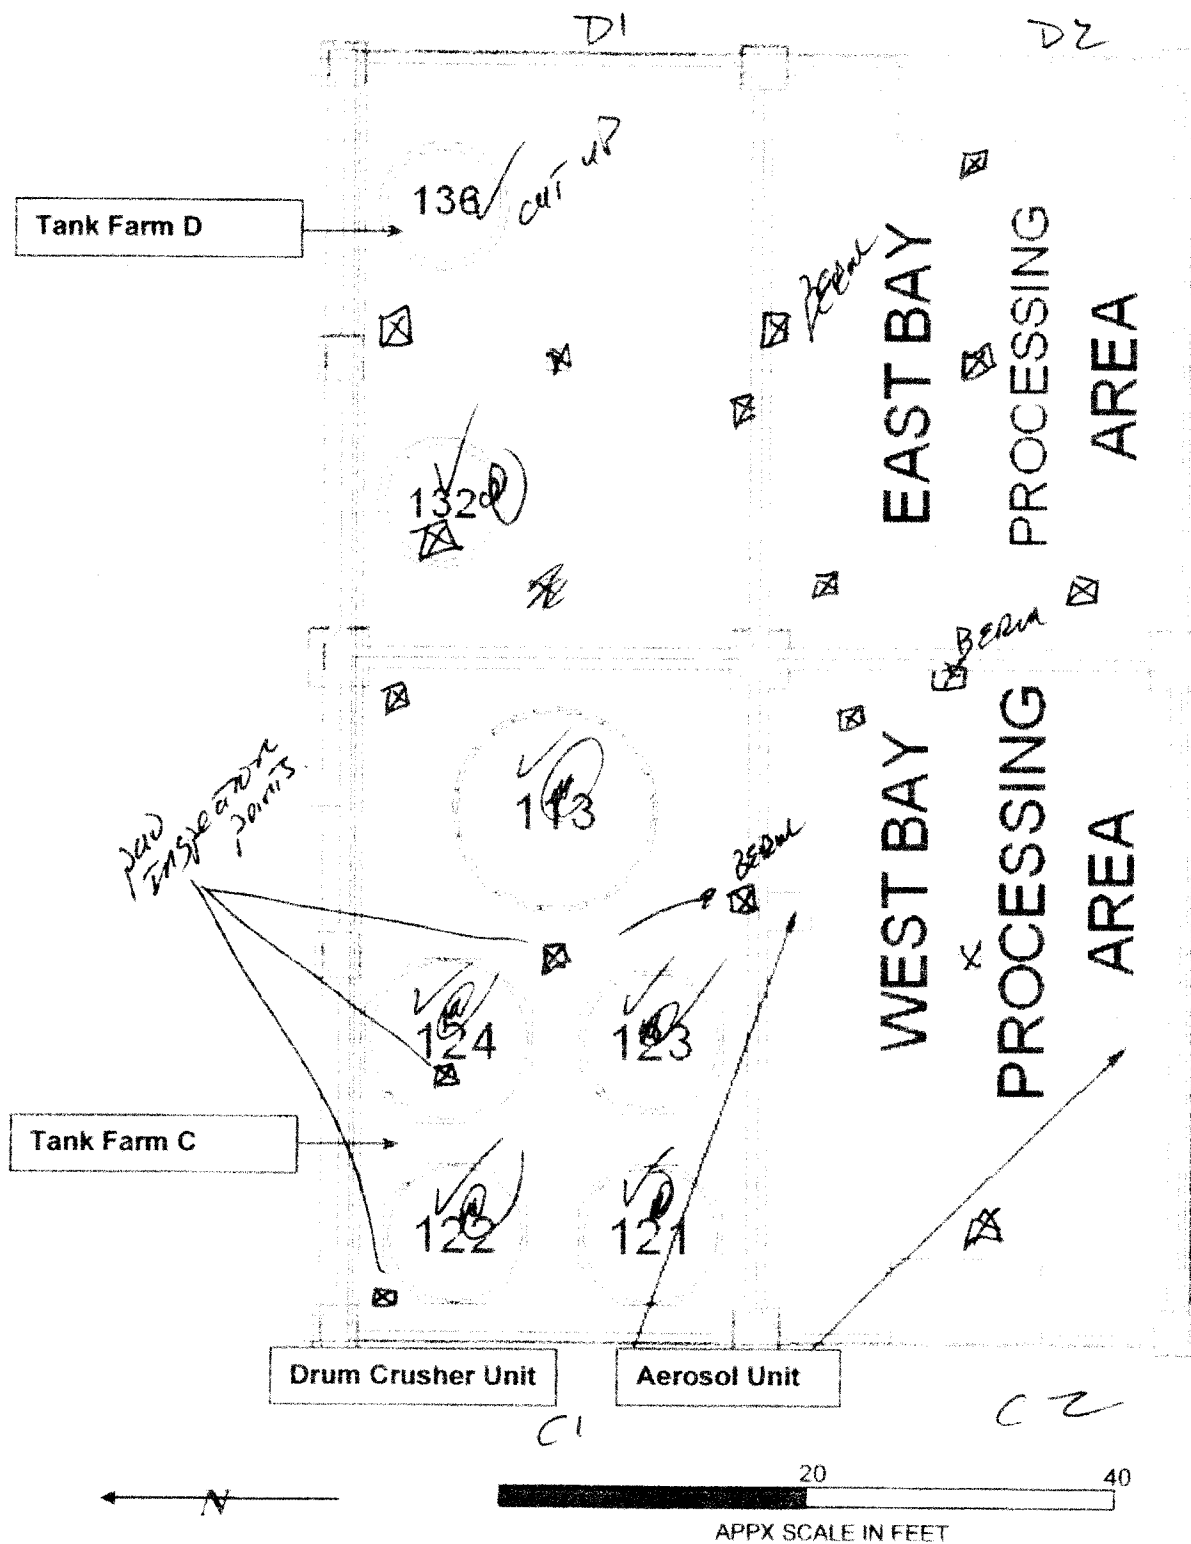 D1
D2
136
CUT UP
Tank Farm D
BERM
EAST BAY
PROCESSING
AREA
132
BERM
PAD
INSPECTION
POINTS
113
BERM
WEST BAY
PROCESSING
AREA
X
124
123
Tank Farm C
122
121
Drum Crusher Unit
Aerosol Unit
C1
C2
N
20
40
APPX SCALE IN FEET